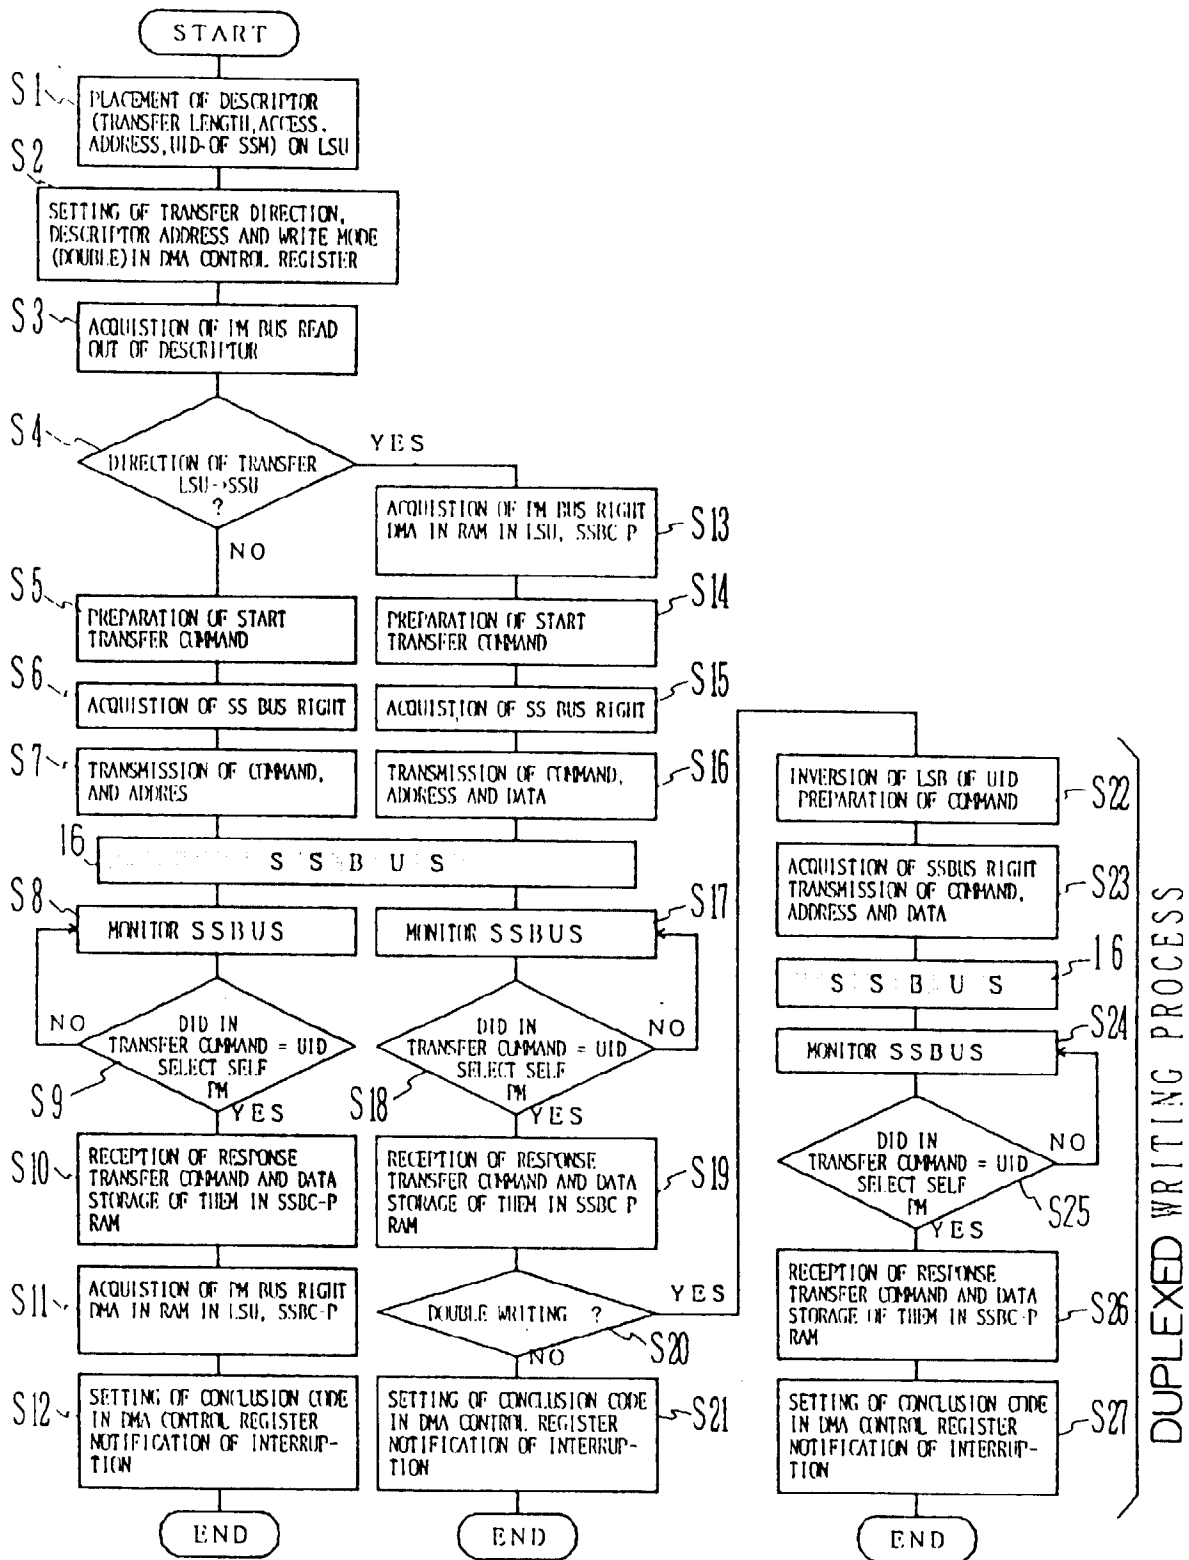 START
S1
PLACEMENT OF DESCRIPTOR
(TRANSFER LENGTH, ACCESS.
ADDRESS, UID-OF SSM) ON LSU
S2
SETTING OF TRANSFER DIRECTION,
DESCRIPTOR ADDRESS AND WRITE MODE
(DOUBLE) IN DMA CONTROL REGISTER
S3
ACQUISTION OF PM BUS READ
OUT OF DESCRIPTOR
S4
DIRECTION OF TRANSFER
LSU→SSU
?
YES
NO
S5
PREPARATION OF START
TRANSFER COMMAND
S6
ACQUISTION OF SS BUS RIGHT
S7
TRANSMISSION OF COMMAND,
AND ADDRES
16
SSBUS
S8
MONITOR SSBUS
NO
DID IN
TRANSFER COMMAND = UID
SELECT SELF
PM
S9
YES
S10
RECEPTION OF RESPONSE
TRANSFER COMMAND AND DATA
STORAGE OF THEM IN SSBC-P
RAM
S11
ACQUISTION OF PM BUS RIGHT
DMA IN RAM IN LSU, SSBC-P
S12
SETTING OF CONCLUSION CODE
IN DMA CONTROL REGISTER
NOTIFICATION OF INTERRUP-
TION
END
ACQUISTION OF PM BUS RIGHT
DMA IN RAM IN LSU, SSBC P
S13
S14
PREPARATION OF START
TRANSFER COMMAND
S15
ACQUISTION OF SS BUS RIGHT
S16
TRANSMISSION OF COMMAND,
ADDRESS AND DATA
S17
MONITOR SSBUS
NO
DID IN
TRANSFER COMMAND = UID
SELECT SELF
PM
S18
YES
RECEPTION OF RESPONSE
TRANSFER COMMAND AND DATA
STORAGE OF THEM IN SSBC P
RAM
S19
DOUBLE WRITING ?
YES
S20
NO
SETTING OF CONCLUSION CODE
IN DMA CONTROL REGISTER
NOTIFICATION OF INTERRUP-
TION
S21
END
INVERSION OF LSB OF UID
PREPARATION OF COMMAND
S22
ACQUISTION OF SSBUS RIGHT
TRANSMISSION OF COMMAND,
ADDRESS AND DATA
S23
SSBUS
16
S24
MONITOR SSBUS
DID IN
TRANSFER COMMAND = UID
SELECT SELF
PM
NO
S25
YES
RECEPTION OF RESPONSE
TRANSFER COMMAND AND DATA
STORAGE OF THEM IN SSBC-P
RAM
S26
SETTING OF CONCLUSION CODE
IN DMA CONTROL REGISTER
NOTIFICATION OF INTERRUP-
TION
S27
END
DUPLEXED WRITING PROCESS